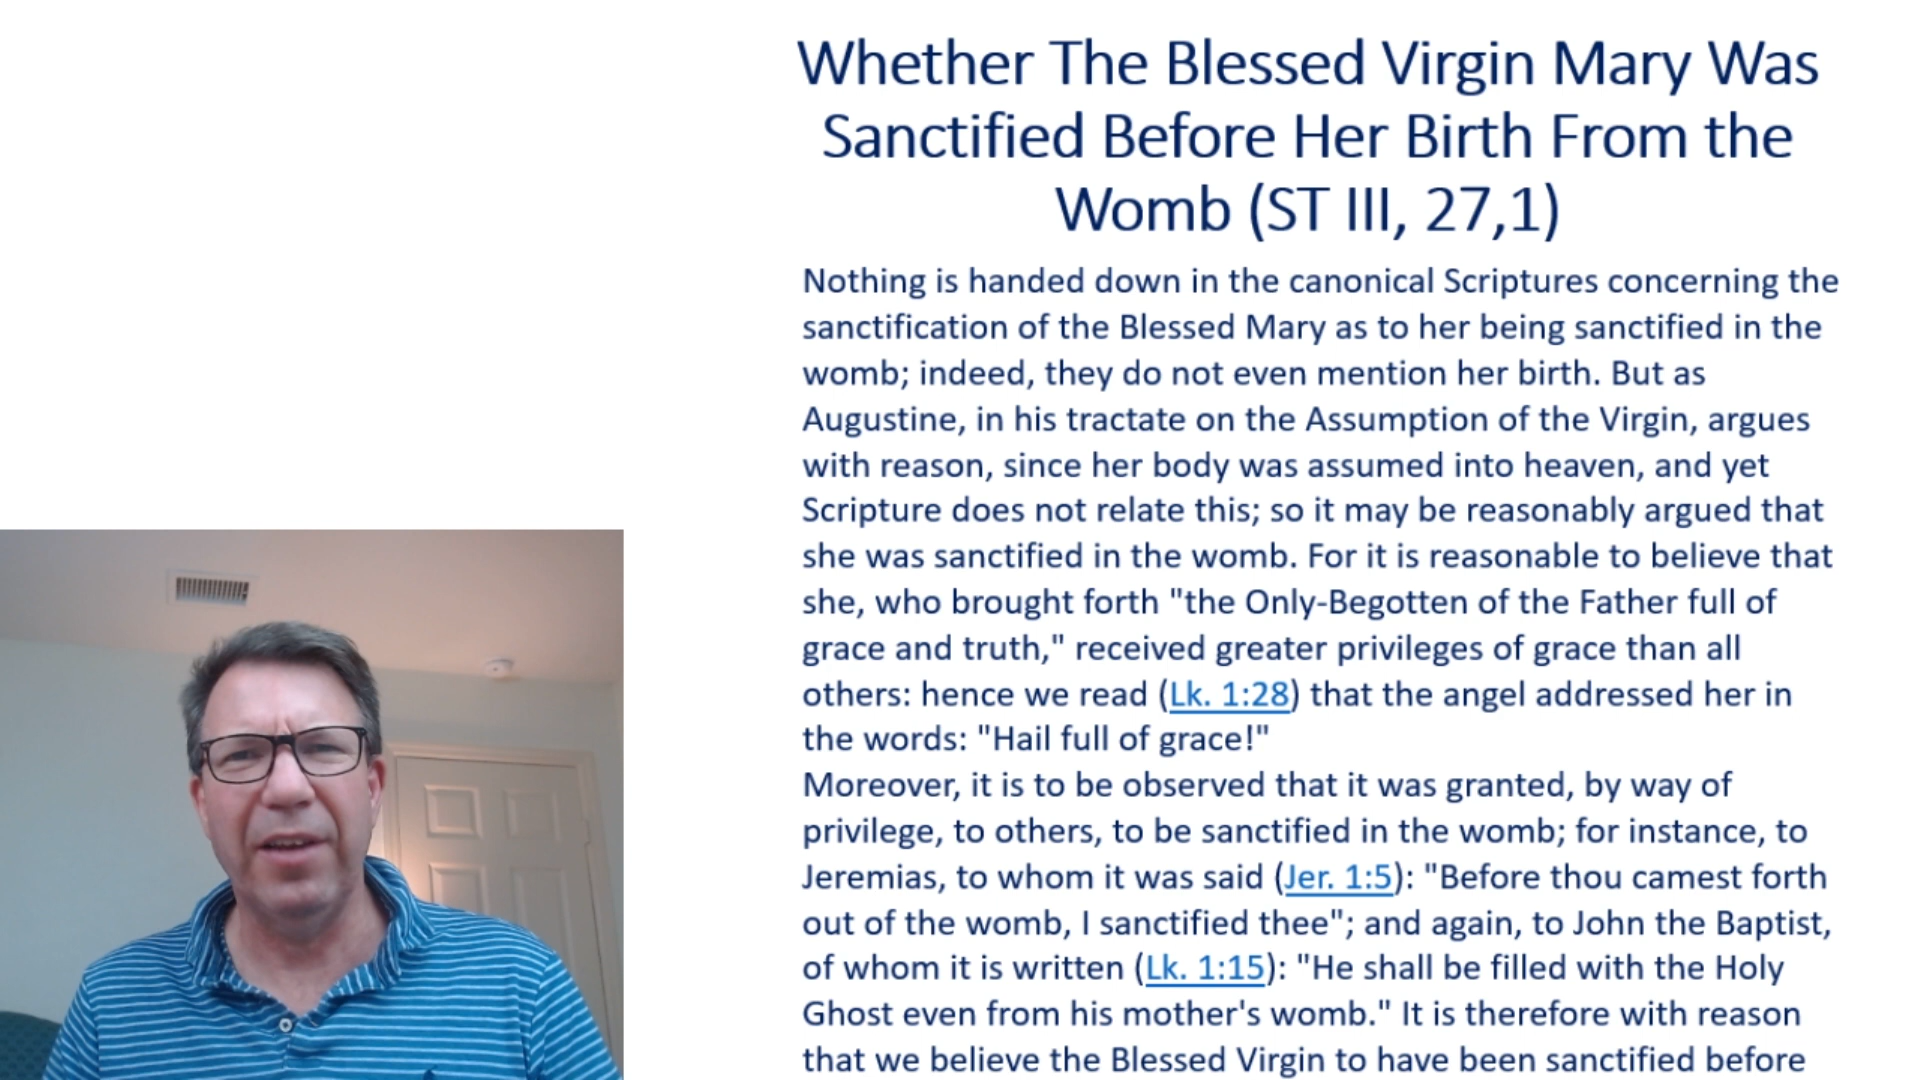 Whether The Blessed Virgin Mary Was
Sanctified Before Her Birth From the
Womb (ST III, 27,1)
Nothing is handed down in the canonical Scriptures concerning the
sanctification of the Blessed Mary as to her being sanctified in the
womb; indeed, they do not even mention her birth. But as
Augustine, in his tractate on the Assumption of the Virgin, argues
with reason, since her body was assumed into heaven, and yet
Scripture does not relate this; so it may be reasonably argued that
she was sanctified in the womb. For it is reasonable to believe that
she, who brought forth "the Only-Begotten of the Father full of
grace and truth," received greater privileges of grace than all
others: hence we read (Lk. 1:28) that the angel addressed her in
the words: "Hail full of grace!"
Moreover, it is to be observed that it was granted, by way of
privilege, to others, to be sanctified in the womb; for instance, to
Jeremias, to whom it was said (Jer. 1:5): "Before thou camest forth
out of the womb, I sanctified thee"; and again, to John the Baptist,
of whom it is written (Lk. 1:15): "He shall be filled with the Holy
Ghost even from his mother's womb." It is therefore with reason
that we believe the Blessed Virgin to have been sanctified before